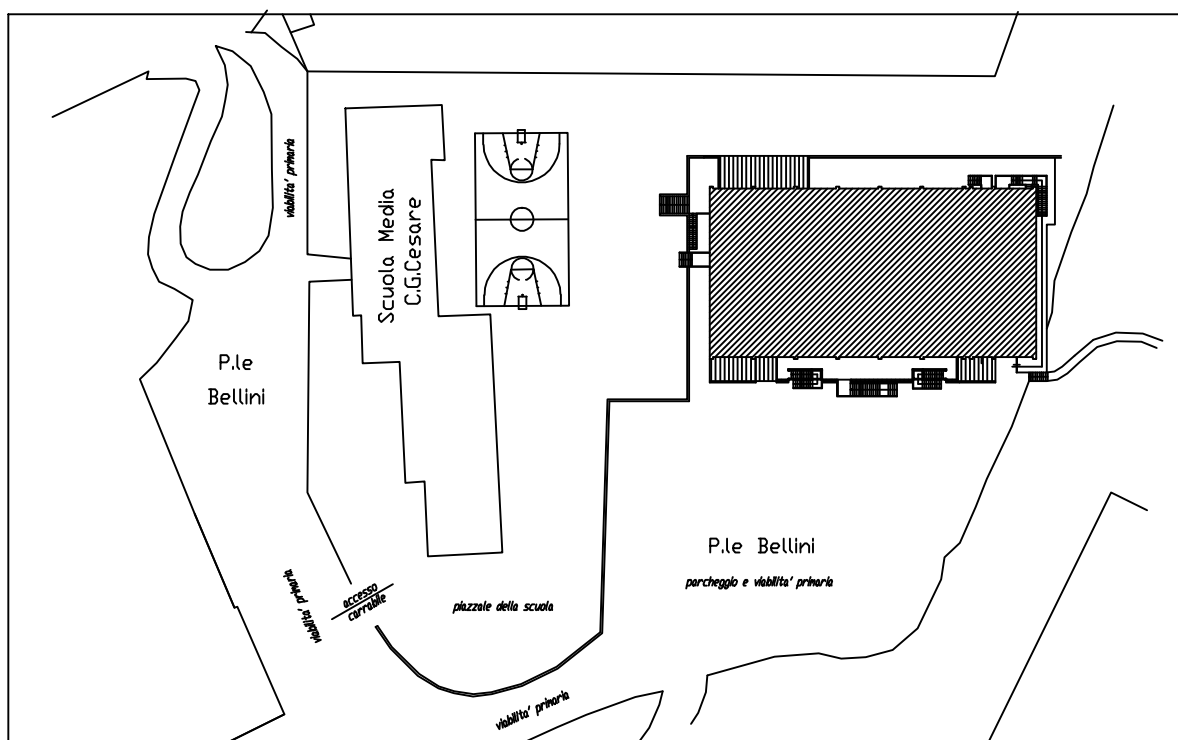 viabilita' primaria
Scuola Media
C.G.Cesare
P.le
Bellini
P.le Bellini
parcheggio e viabilita' primaria
viabilita' primaria
accesso
carrabile
piazzale della scuola
viabilita' primaria